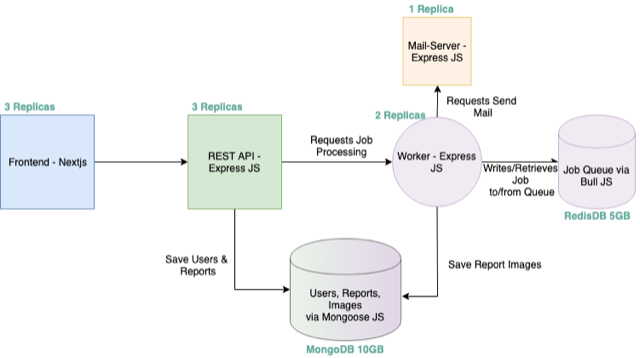 1 Replica
Mail-Server -
Express JS
3 Replicas
3 Replicas
2 Replicas
Requests Send
Mail
Frontend - Nextjs
REST API -
Express JS
Requests Job
Processing
Worker - Express
JS
Writes/Retrieves
Job
to/from Queue
Job Queue via
Bull JS
RedisDB 5GB
Save Users &
Reports
Save Report Images
Users, Reports,
Images
via Mongoose JS
MongoDB 10GB